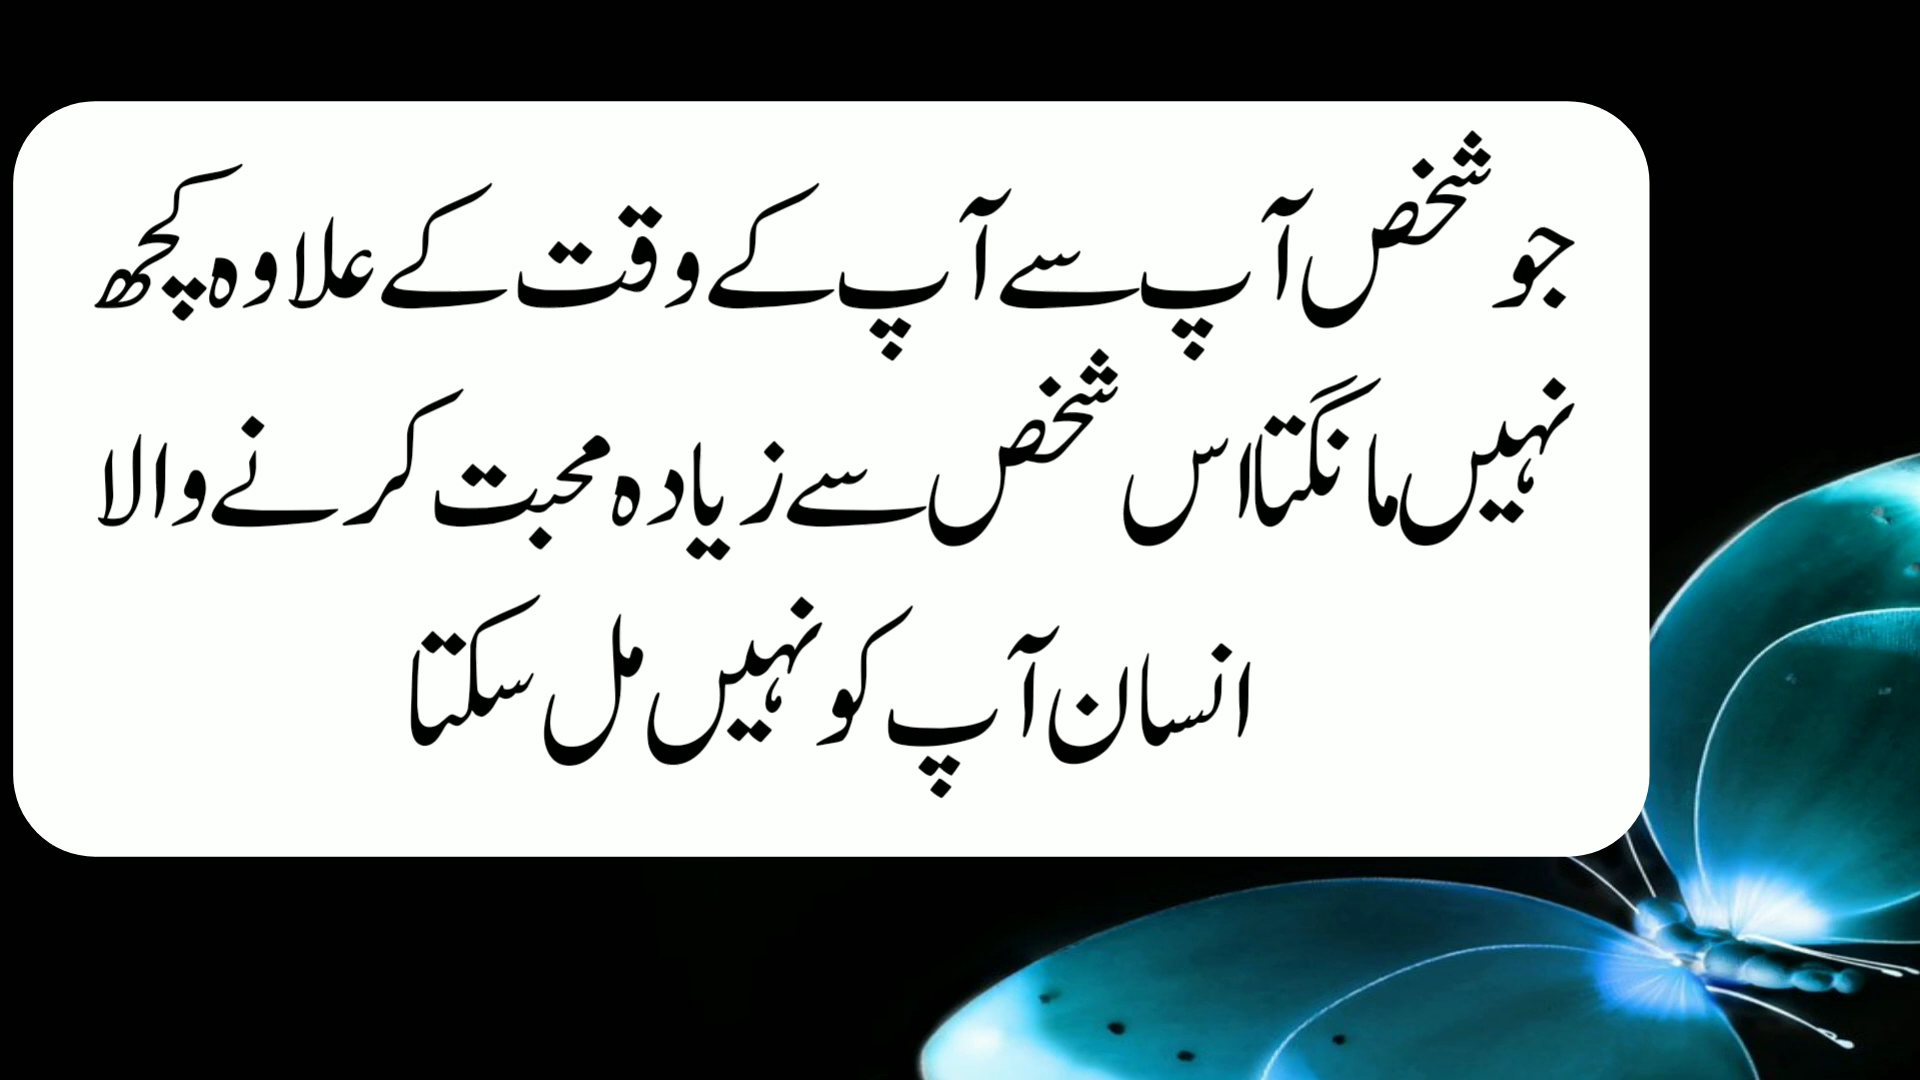 جو شخص آپ سے آپ کے وقت کے علاوہ کچھ
نہیں مانگتا اس شخص سے زیادہ محبت کرنے والا
انسان آپ کو نہیں مل سکتا